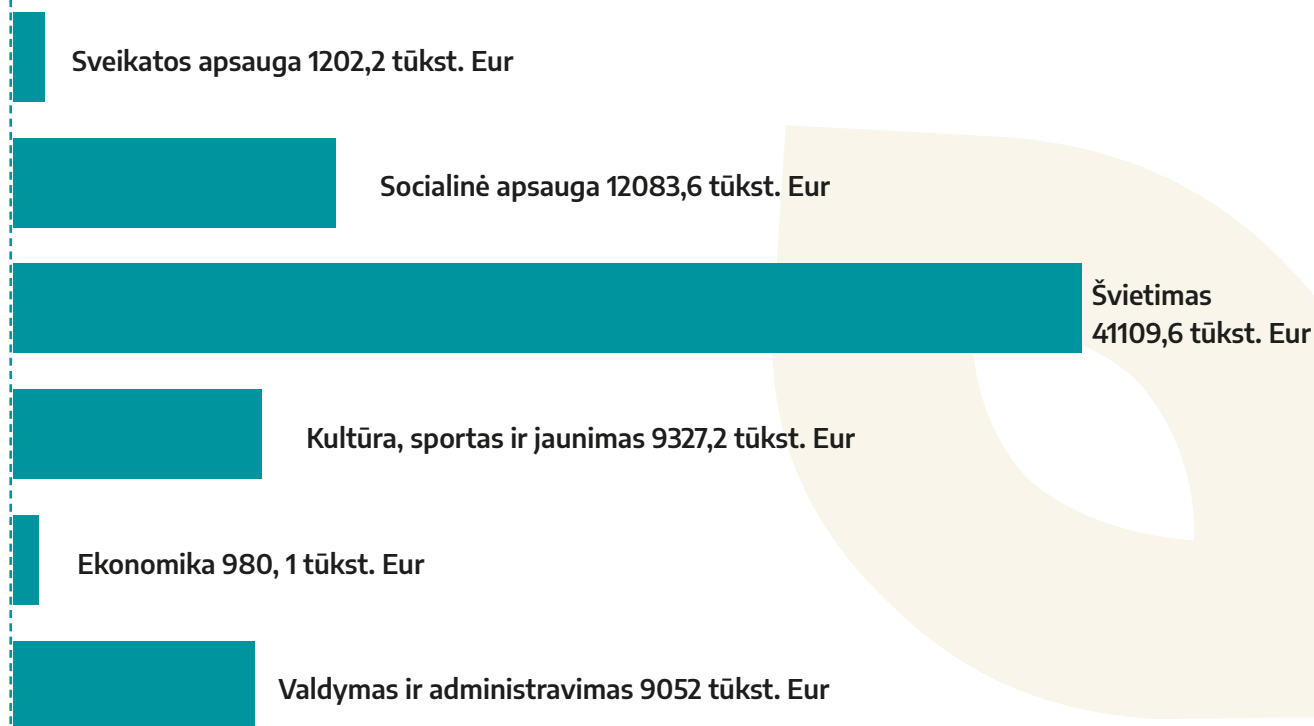 Sveikatos apsauga 1202,2 tūkst. Eur
Socialinė apsauga 12083,6 tūkst. Eur
Švietimas
41109,6 tūkst. Eur
Kultūra, sportas ir jaunimas 9327,2 tūkst. Eur
Ekonomika 980, 1 tūkst. Eur
Valdymas ir administravimas 9052 tūkst. Eur